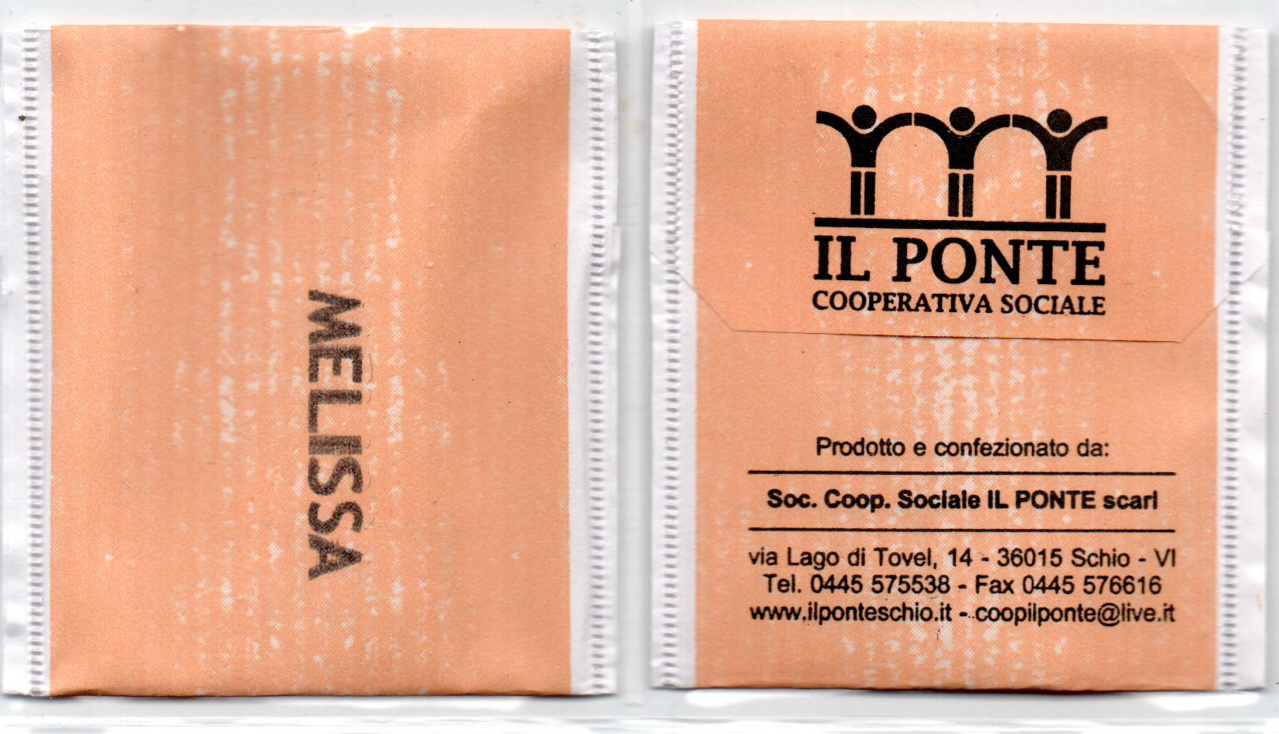 MELISSA
IL PONTE
COOPERATIVA SOCIALE
Prodotto e confezionato da:
Soc. Coop. Sociale IL PONTE scarl
via Lago di Tovel, 14 - 36015 Schio - VI
Tel. 0445 575538 - Fax 0445 576616
www.ilponteschio.it - coopilponte@live.it